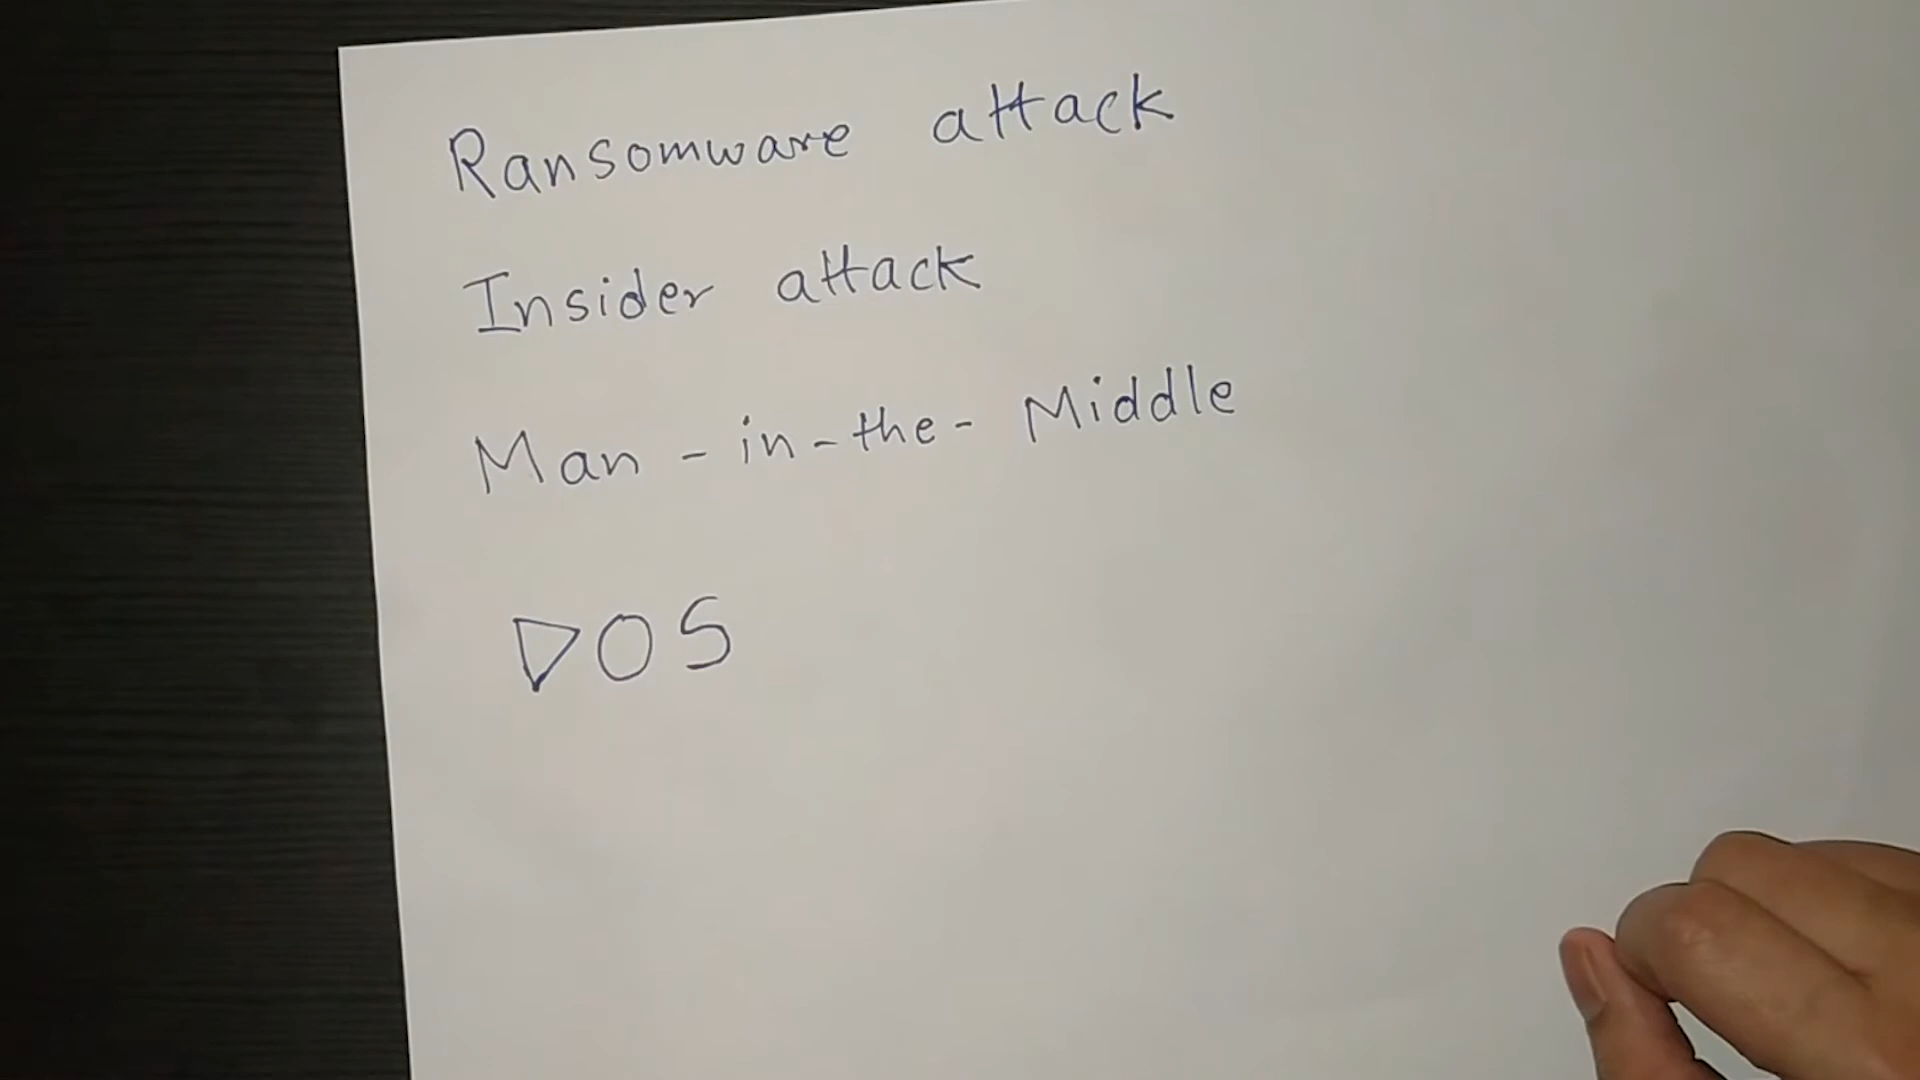 Ransomware attack
Insider attack
Man-in-the-Middle
DOS